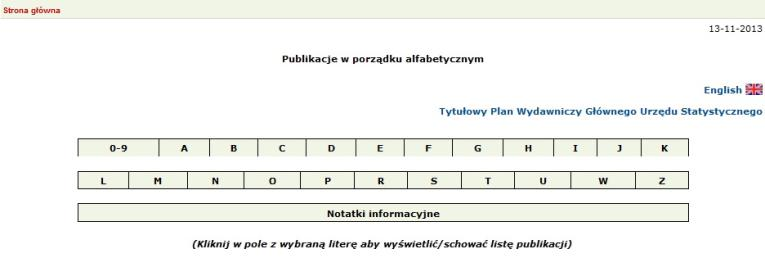 Strona główna
13-11-2013
Publikacje w porządku alfabetycznym
English
Tytułowy Plan Wydawniczy Głównego Urzędu Statystycznego
0-9 A B C D E F G H I J K
L M N O P R S T U W Z
Notatki informacyjne
(Kliknij w pole z wybraną literę aby wyświetlić/schować listę publikacji)